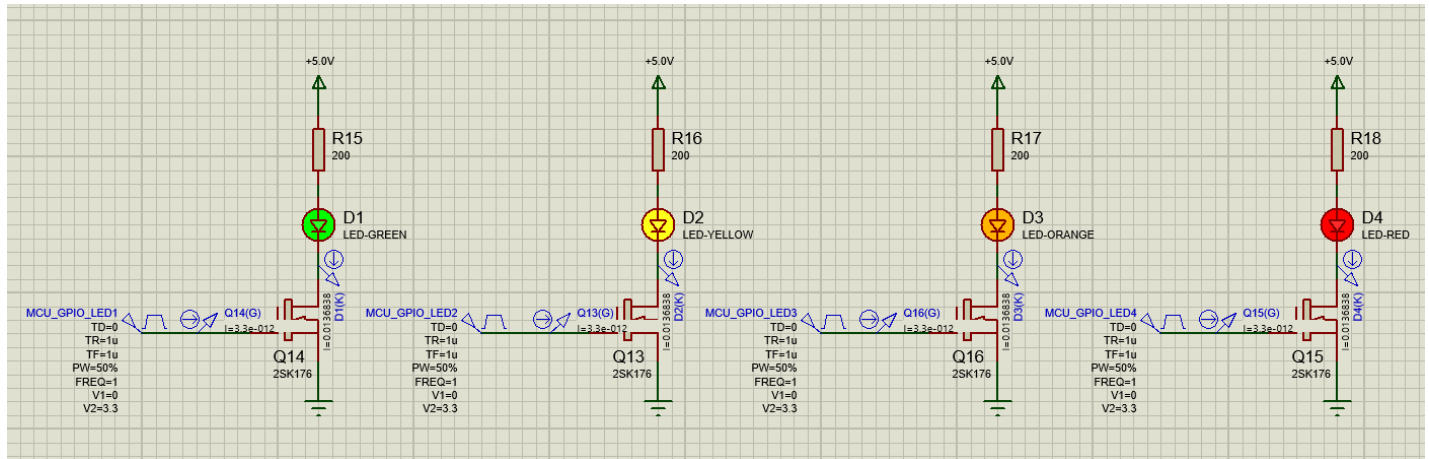 +5.0V
R15
200
D1
LED-GREEN
D1(K)
I=0.0136838
MCU_GPIO_LED1
TD=0
TR=1u
TF=1u
PW=50%
FREQ=1
V1=0
V2=3.3
Q14(G)
I=3.3e-012
Q14
2SK176
+5.0V
R16
200
D2
LED-YELLOW
D2(K)
I=0.0136838
MCU_GPIO_LED2
TD=0
TR=1u
TF=1u
PW=50%
FREQ=1
V1=0
V2=3.3
Q13(G)
I=3.3e-012
Q13
2SK176
+5.0V
R17
200
D3
LED-ORANGE
D3(K)
I=0.0136838
MCU_GPIO_LED3
TD=0
TR=1u
TF=1u
PW=50%
FREQ=1
V1=0
V2=3.3
Q16(G)
I=3.3e-012
Q16
2SK176
+5.0V
R18
200
D4
LED-RED
D4(K)
I=0.0136838
MCU_GPIO_LED4
TD=0
TR=1u
TF=1u
PW=50%
FREQ=1
V1=0
V2=3.3
Q15(G)
I=3.3e-012
Q15
2SK176